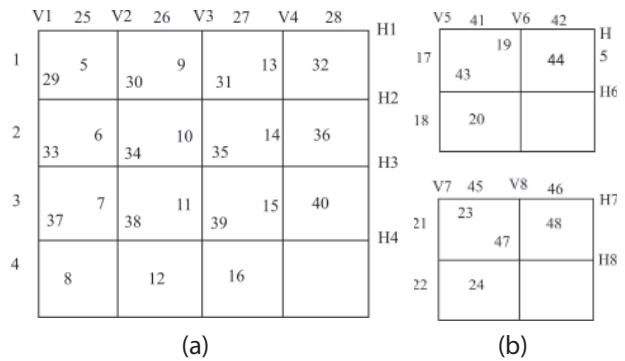 V1 25 V2 26 V3 27 V4 28 H1
1 5 9 13 32
29 30 31
H2
2 6 10 14 36
33 34 35
H3
3 7 11 15 40
37 38 39
H4
4 8 12 16
(a)
V5 41 V6 42
H
17 19 44 5
43
H6
18 20
V7 45 V8 46
H7
21 23 48
47
H8
22 24
(b)